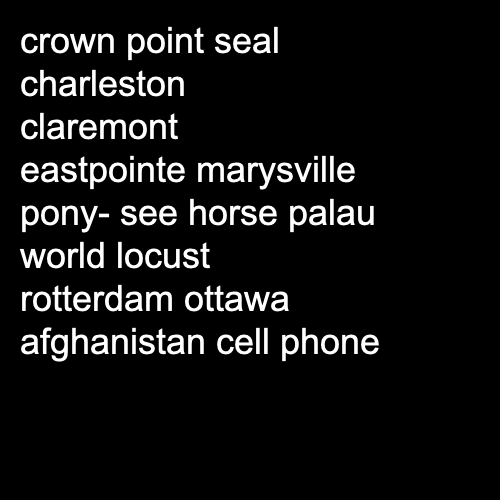 crown point seal
charleston
claremont
eastpointe marysville
pony- see horse palau
world locust
rotterdam ottawa
afghanistan cell phone